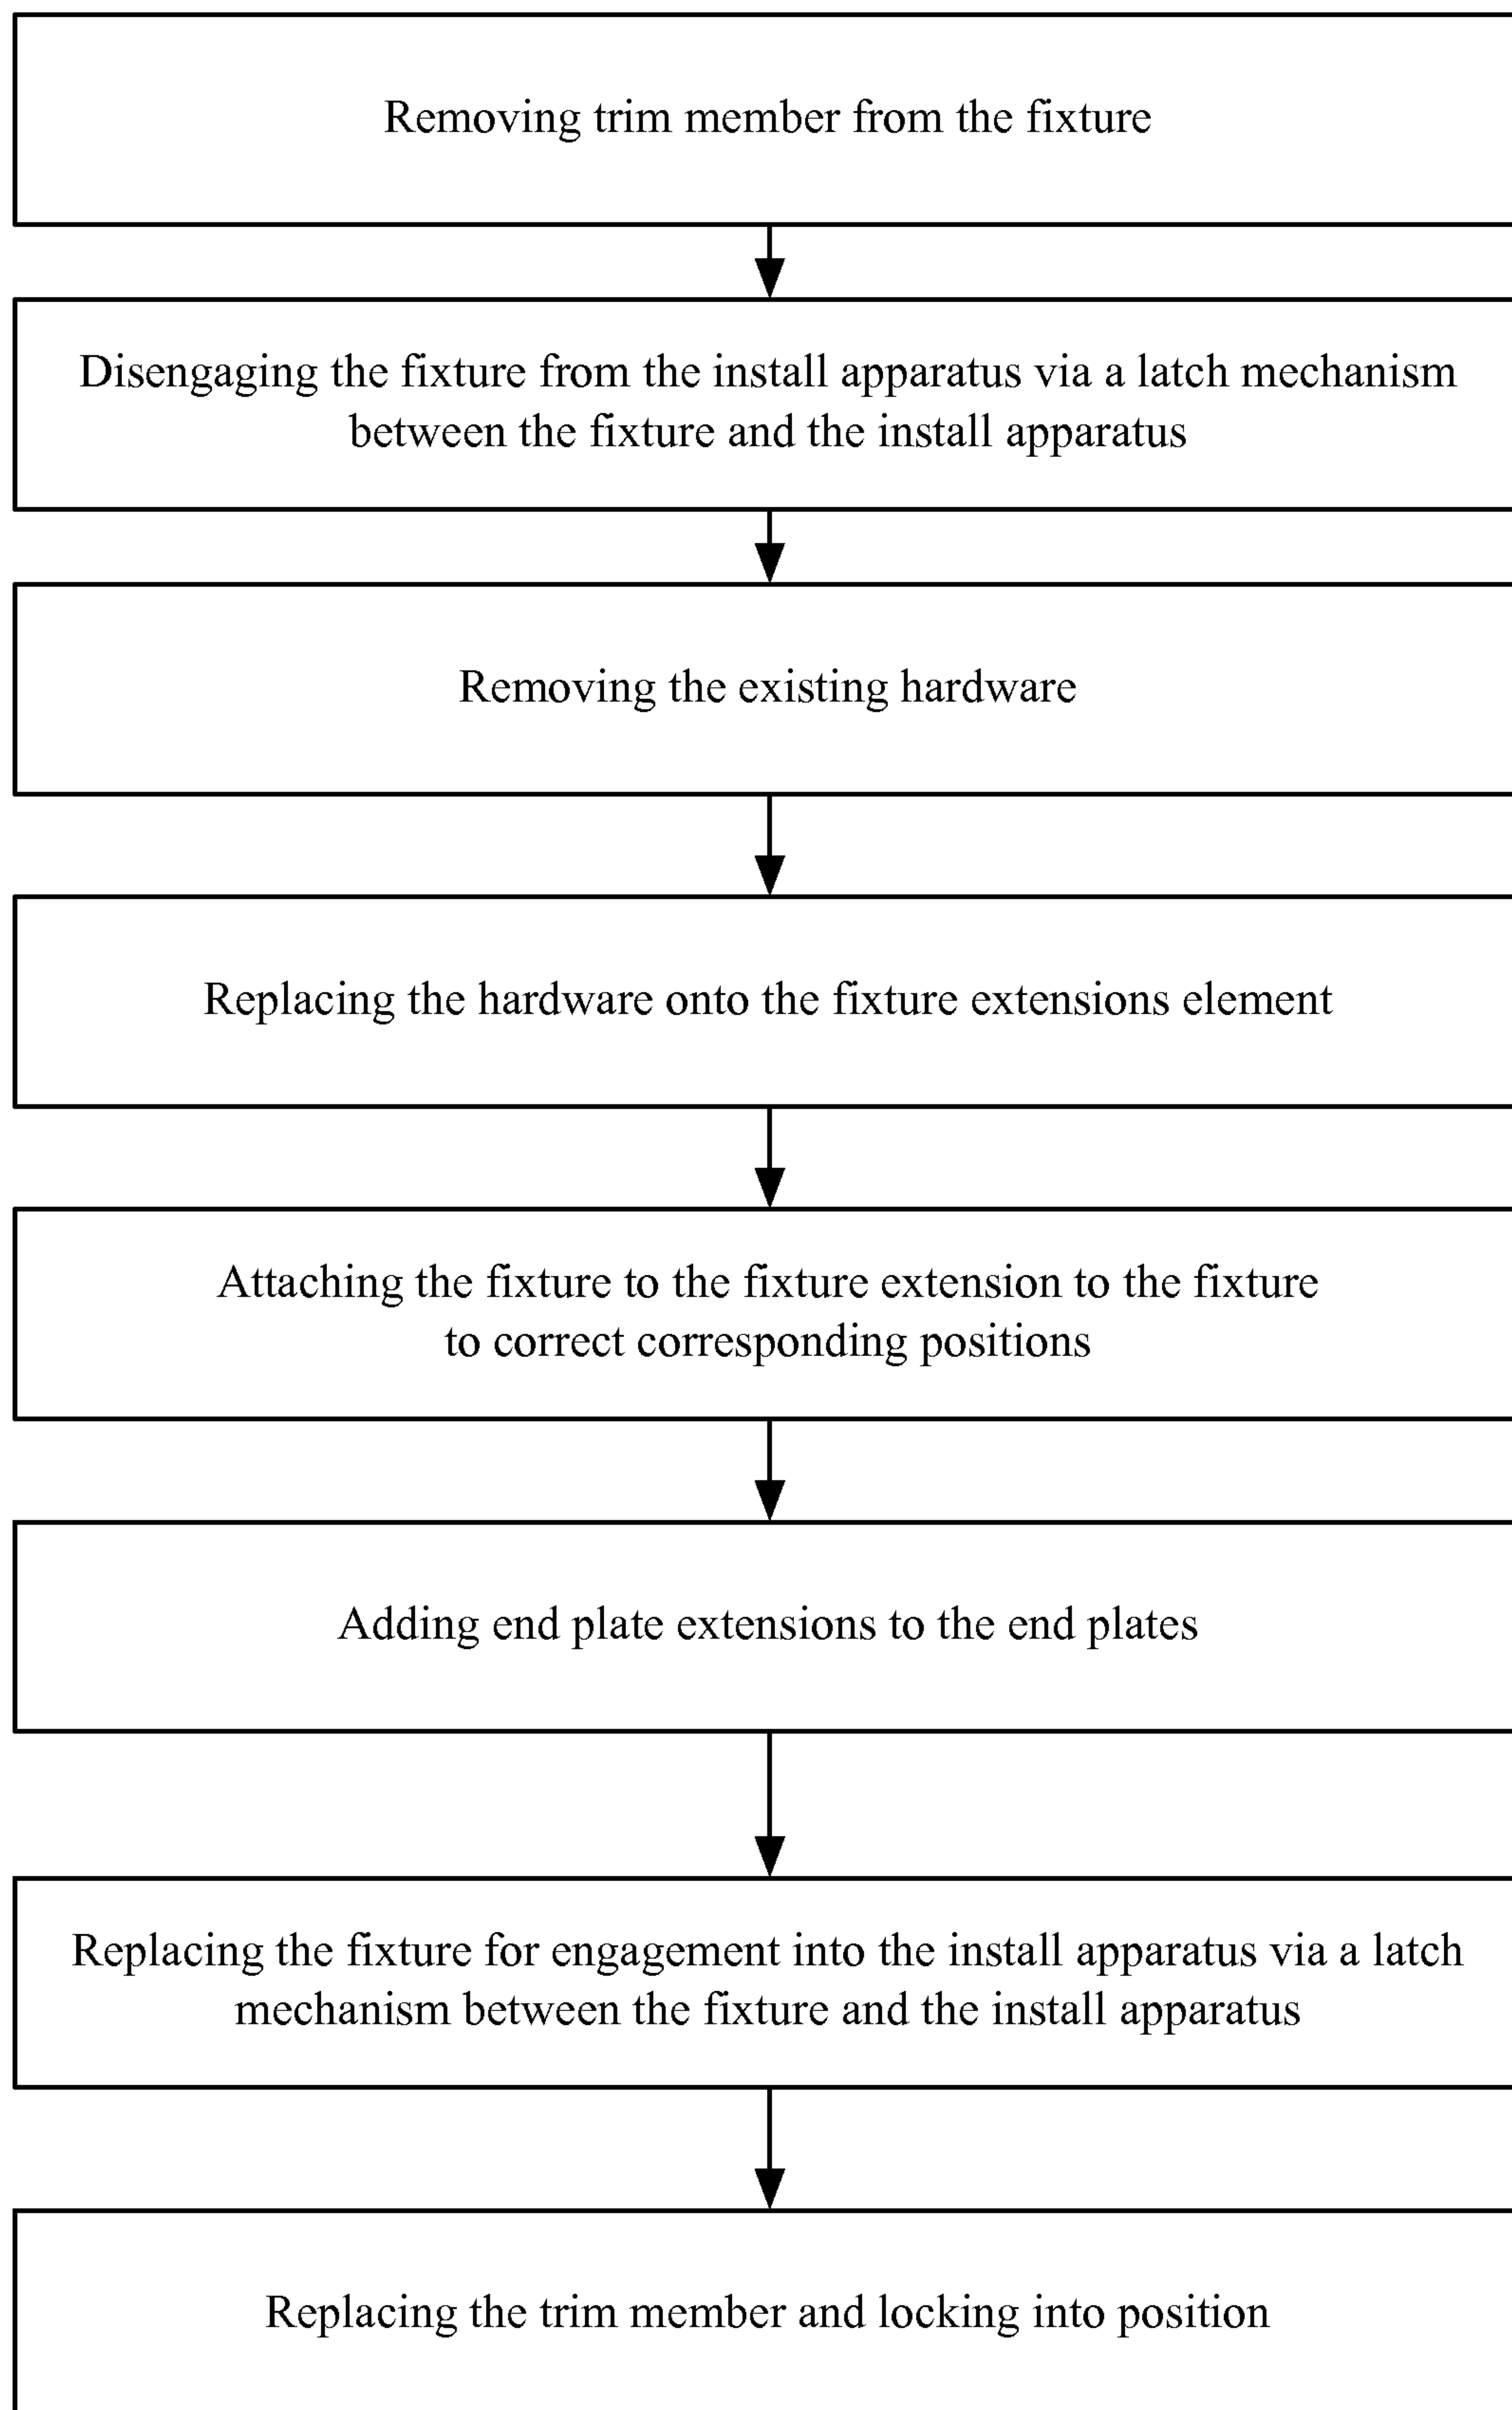 Removing trim member from the fixture
Disengaging the fixture from the install apparatus via a latch mechanism
between the fixture and the install apparatus
Removing the existing hardware
Replacing the hardware onto the fixture extensions element
Attaching the fixture to the fixture extension to the fixture
to correct corresponding positions
Adding end plate extensions to the end plates
Replacing the fixture for engagement into the install apparatus via a latch
mechanism between the fixture and the install apparatus
Replacing the trim member and locking into position